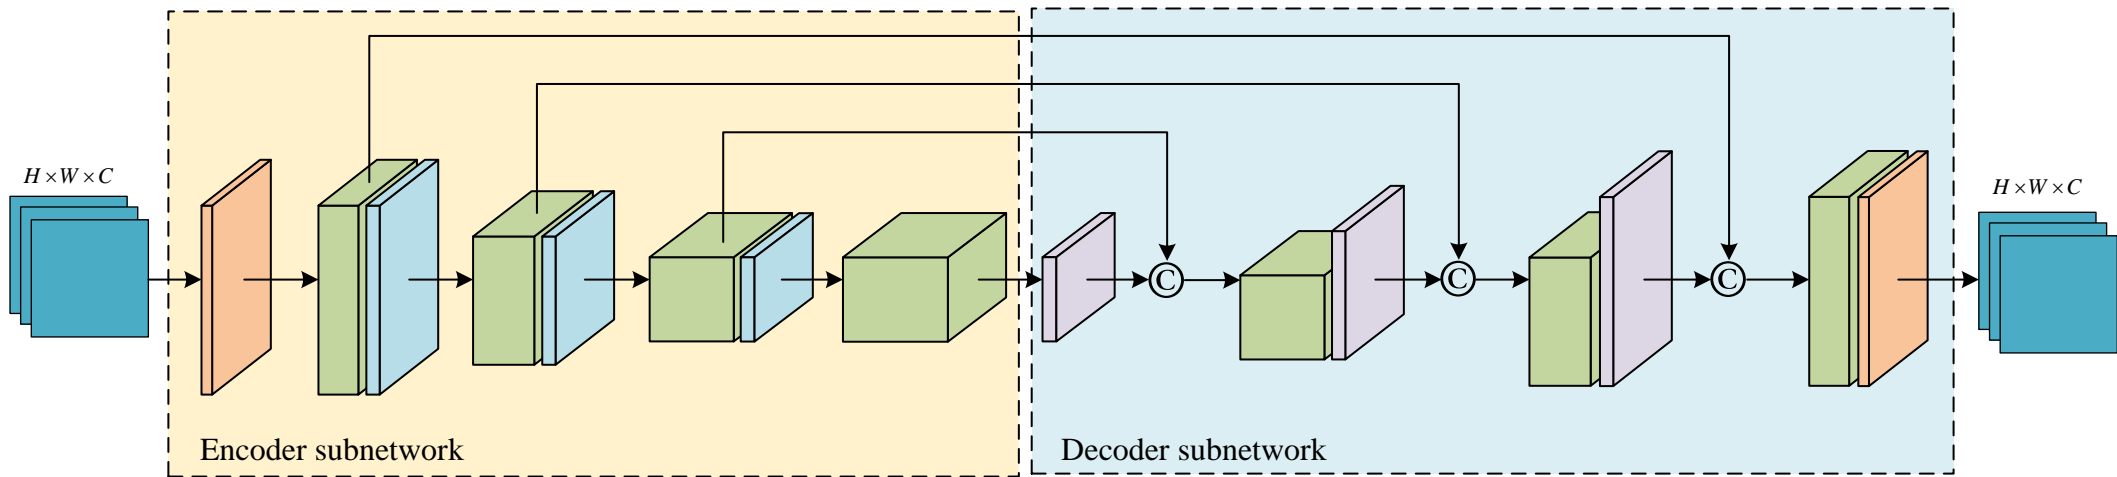 H×W×C
C
C
C
H×W×C
Encoder subnetwork
Decoder subnetwork